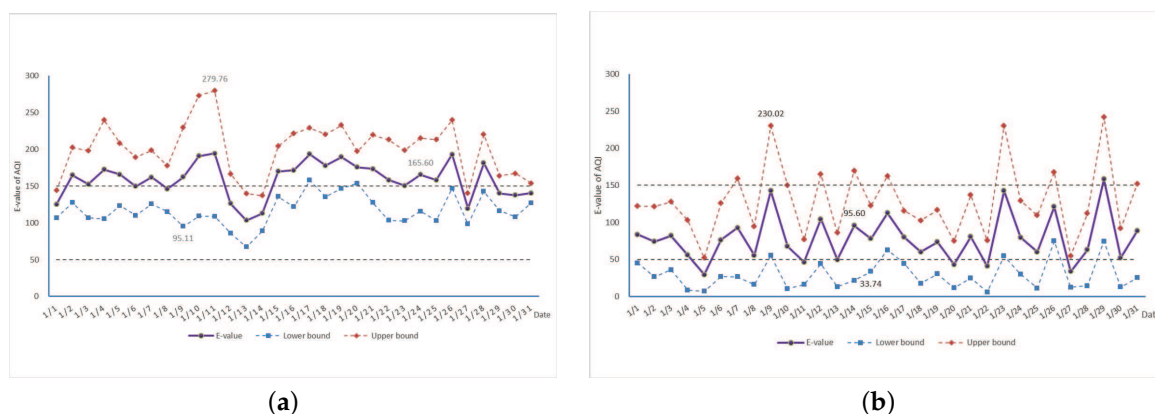 300
250
200
150
100
50
0
E-value of AQI
279.76
165.60
95.11
1/1 1/2 1/3 1/4 1/5 1/6 1/7 1/8 1/9 1/10 1/11 1/12 1/13 1/14 1/15 1/16 1/17 1/18 1/19 1/20 1/21 1/22 1/23 1/24 1/25 1/26 1/27 1/28 1/29 1/30 1/31 Date
E-value Lower bound Upper bound
(a)
300
250
200
150
100
50
0
E-value of AQI
230.02
95.60
33.74
1/1 1/2 1/3 1/4 1/5 1/6 1/7 1/8 1/9 1/10 1/11 1/12 1/13 1/14 1/15 1/16 1/17 1/18 1/19 1/20 1/21 1/22 1/23 1/24 1/25 1/26 1/27 1/28 1/29 1/30 1/31 Dat
E-value Lower bound Upper bound
(b)